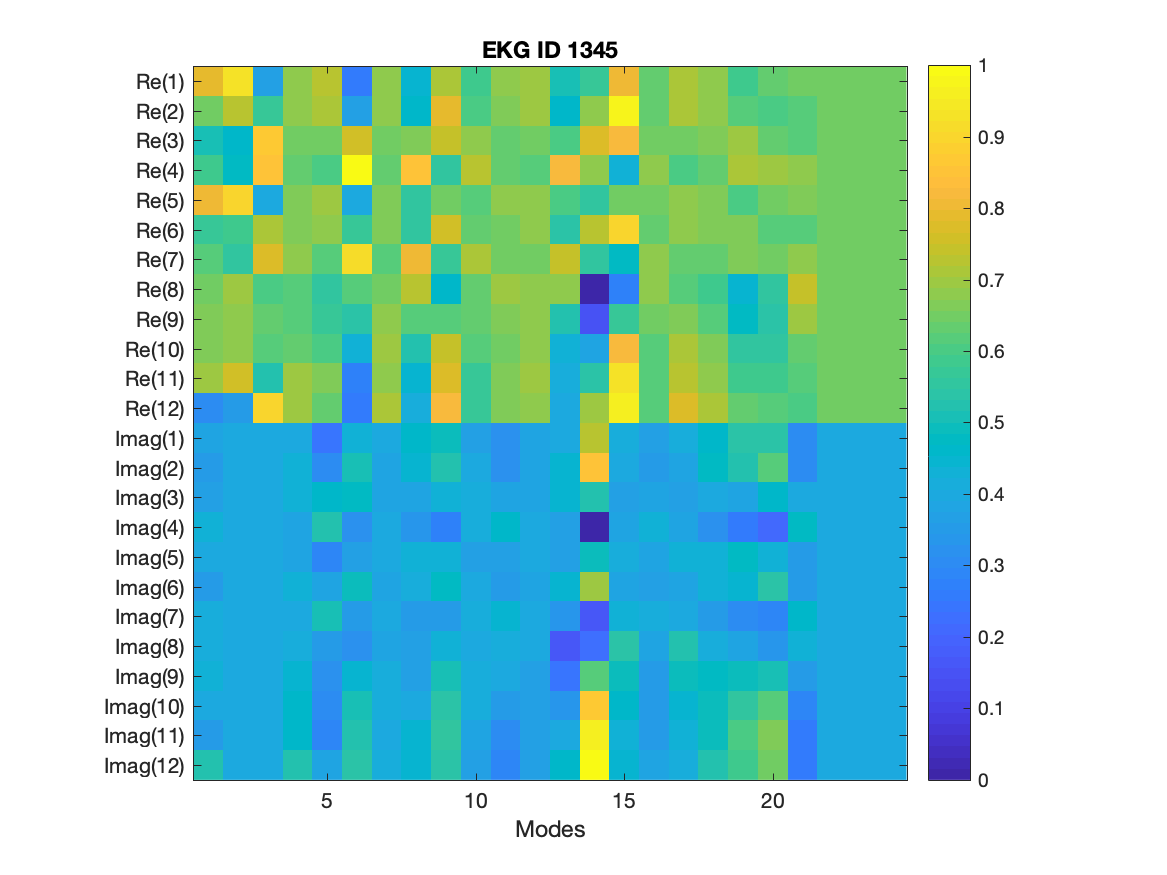 EKG ID 1345
Re(1)
Re(2)
Re(3)
Re(4)
Re(5)
Re(6)
Re(7)
Re(8)
Re(9)
Re(10)
Re(11)
Re(12)
Imag(1)
Imag(2)
Imag(3)
Imag(4)
Imag(5)
Imag(6)
Imag(7)
Imag(8)
Imag(9)
Imag(10)
Imag(11)
Imag(12)
5 10 15 20
Modes
1
0.9
0.8
0.7
0.6
0.5
0.4
0.3
0.2
0.1
0